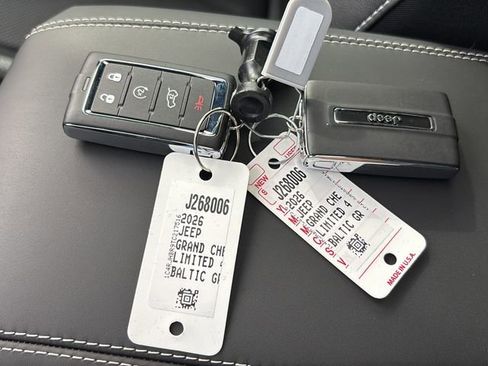 J268006
2026
JEEP
GRAND CHE
LIMITED 4
BALTIC GR
Jeep
NEW
J268006
2026
JEEP
GRAND CHE
LIMITED 4
BALTIC GR
MADE IN U.S.A.